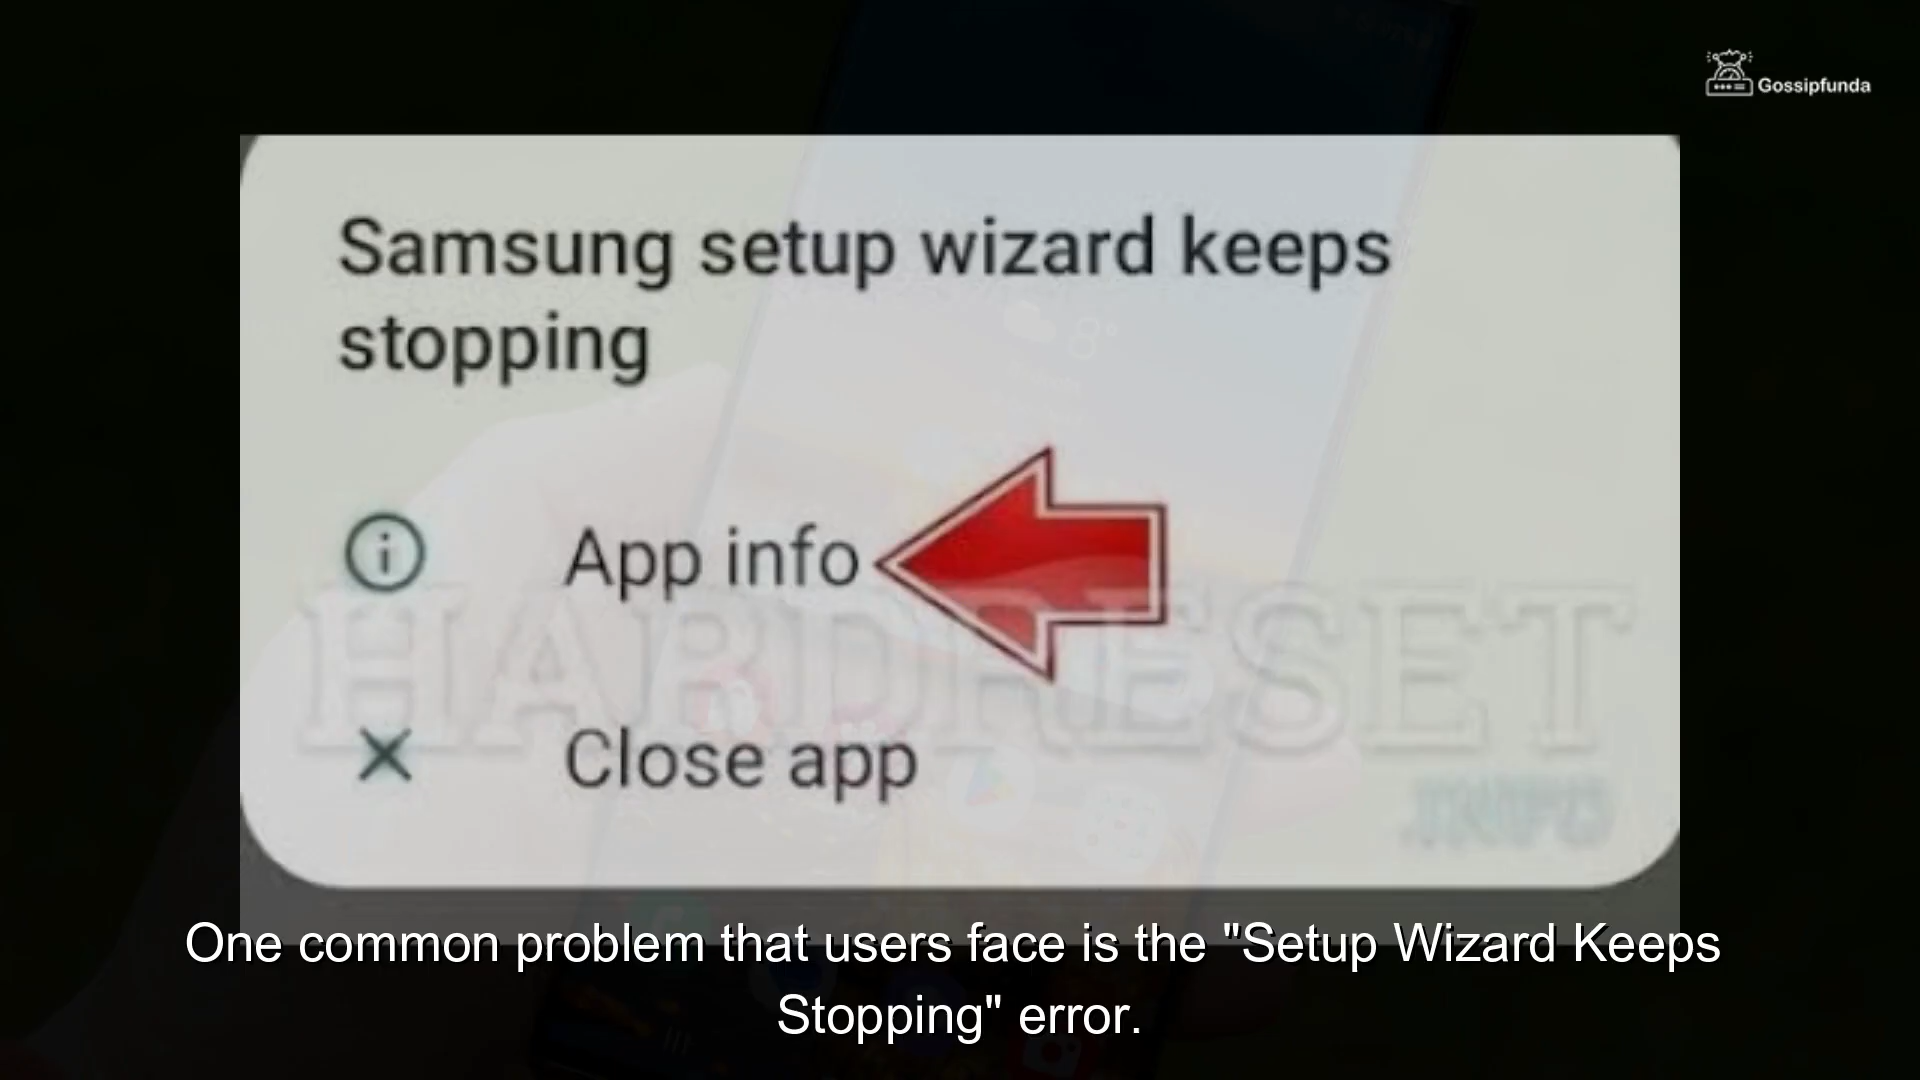 Gossipfunda
Samsung setup wizard keeps
stopping
App info
HARDRESET
Close app
.INFO
One common problem that users face is the "Setup Wizard Keeps
Stopping" error.